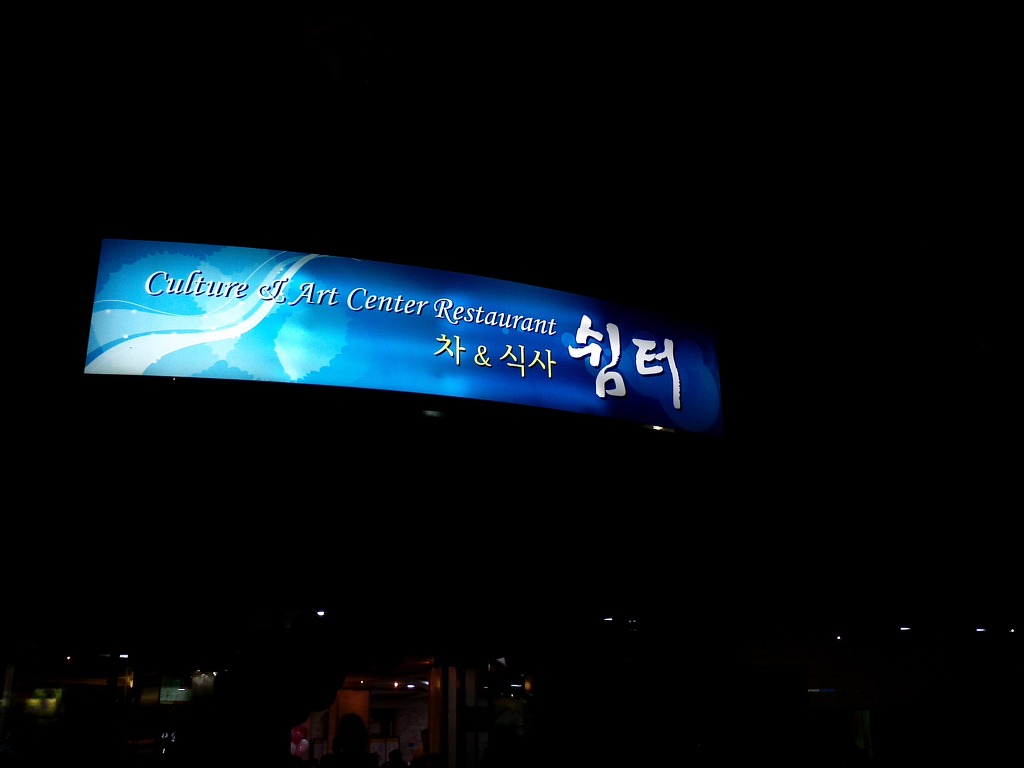 Culture & Art Center Restaurant
차 & 식사
쉼터